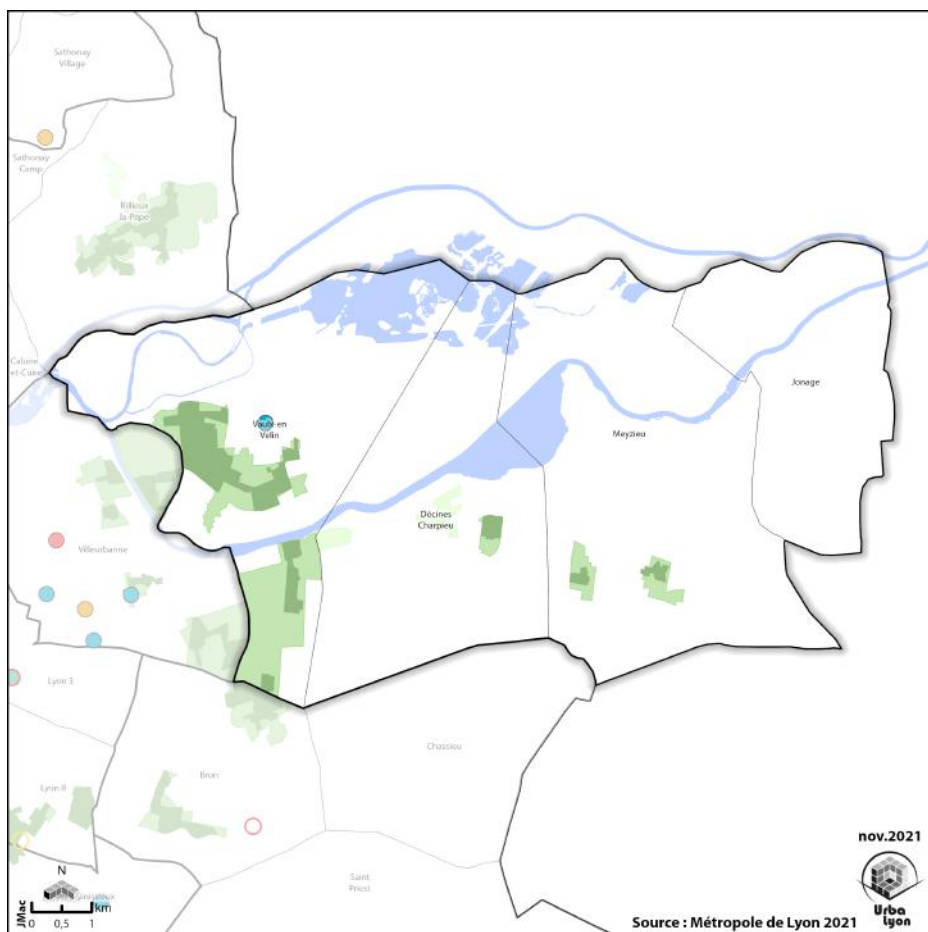 Sathonay
Village
Sathonay
Camp
Rillieux
la-Pape
Caluire
et-Cuire
Vaulx-en
Velin
Jonage
Meyzieu
Décines
Charpieu
Villeurbanne
Lyon 3
Chassieu
Bron
Lyon 8
nov.2021
Saint
Priest
N
km
0 0,5 1
JMac
Source : Métropole de Lyon 2021
Urba
Lyon